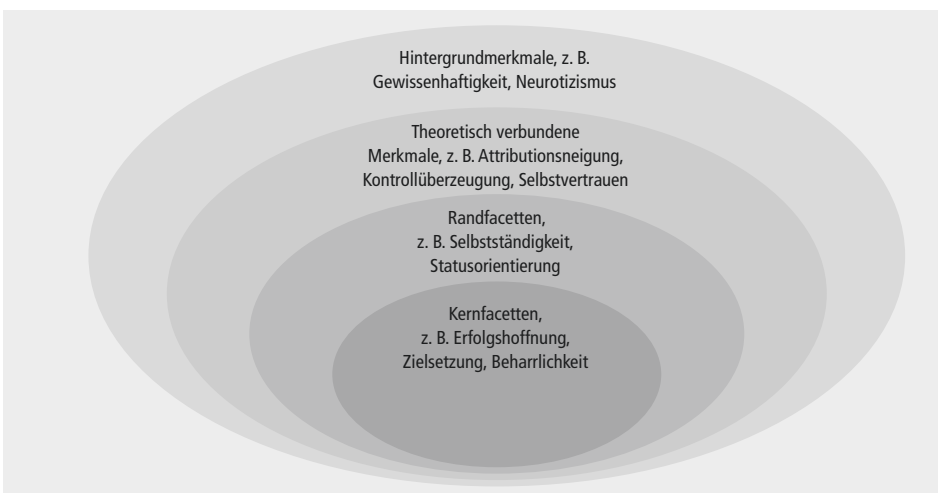 Hintergrundmerkmale, z. B.
Gewissenhaftigkeit, Neurotizismus
Theoretisch verbundene
Merkmale, z. B. Attributionsneigung,
Kontrollüberzeugung, Selbstvertrauen
Randfacetten,
z. B. Selbstständigkeit,
Statusorientierung
Kernfacetten,
z. B. Erfolgshoffnung,
Zielsetzung, Beharrlichkeit